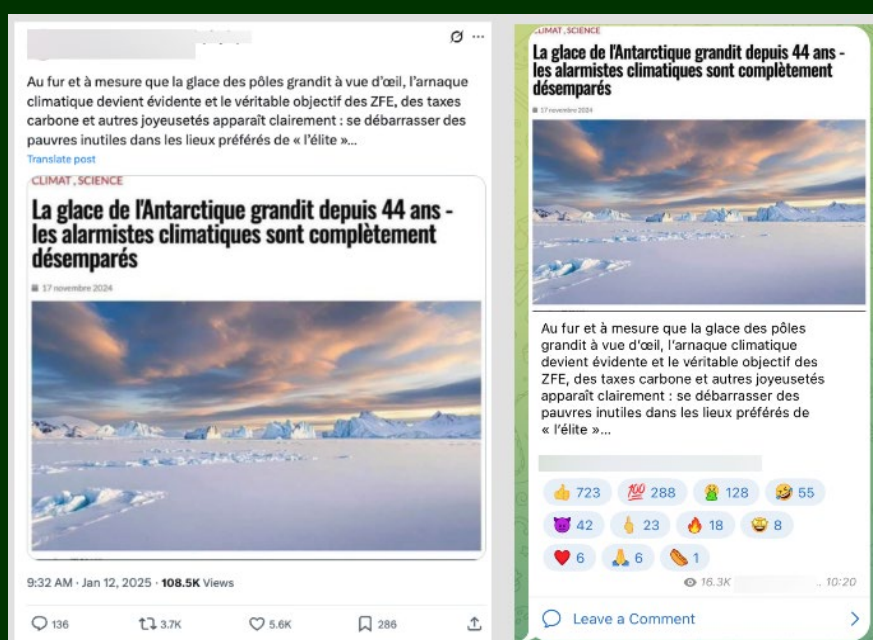 Au fur et à mesure que la glace des pôles grandit à vue d'œil, l'arnaque
climatique devient évidente et le véritable objectif des ZFE, des taxes
carbone et autres joyeusetés apparaît clairement : se débarrasser des
pauvres inutiles dans les lieux préférés de « l'élite »...
Translate post
CLIMAT, SCIENCE
La glace de l'Antarctique grandit depuis 44 ans -
les alarmistes climatiques sont complètement
désemparés
17 novembre 2024
9:32 AM · Jan 12, 2025 · 108.5K Views
136 3.7K 5.6K 286
CLIMAT, SCIENCE
La glace de l'Antarctique grandit depuis 44 ans -
les alarmistes climatiques sont complètement
désemparés
17 novembre 2024
Au fur et à mesure que la glace des pôles
grandit à vue d'œil, l'arnaque climatique
devient évidente et le véritable objectif des
ZFE, des taxes carbone et autres joyeusetés
apparaît clairement : se débarrasser des
pauvres inutiles dans les lieux préférés de
« l'élite »...
723 288 128 55
42 23 18 8
6 6 1
16.3K 10:20
Leave a Comment